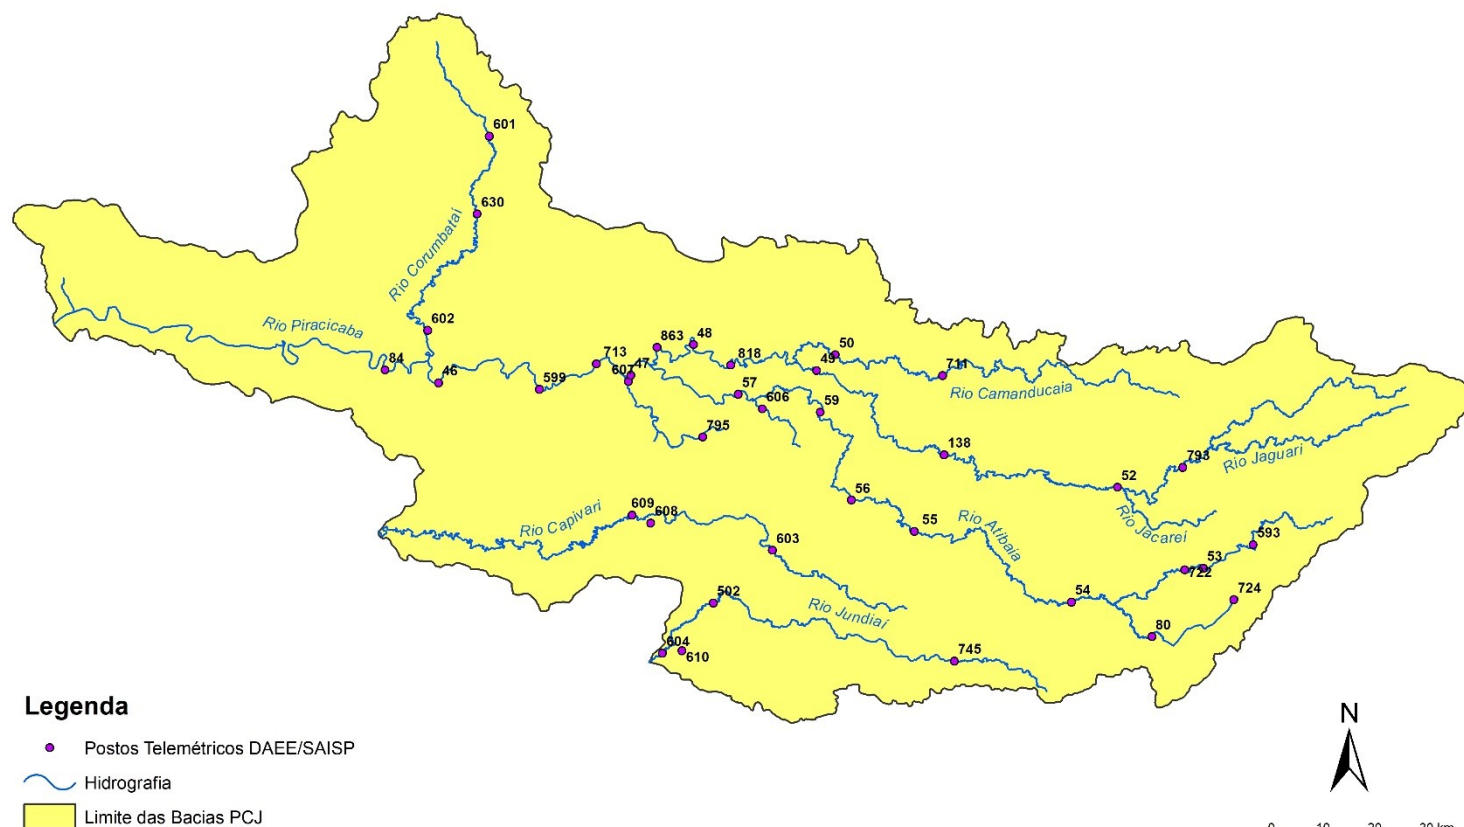 601
630
Rio Corumbataí
602
Rio Piracicaba
84
46
599
713
607
47
863
48
818
50
49
711
Rio Camanducaia
57
606
59
795
138
52
793
Rio Jaguari
Rio Jacareí
56
55
Rio Atibaia
593
53
722
724
54
80
609
608
Rio Capivari
603
502
Rio Jundiaí
604
610
745
Legenda
Postos Telemétricos DAEE/SAISP
Hidrografia
Limite das Bacias PCJ
N
0 10 20 30 km